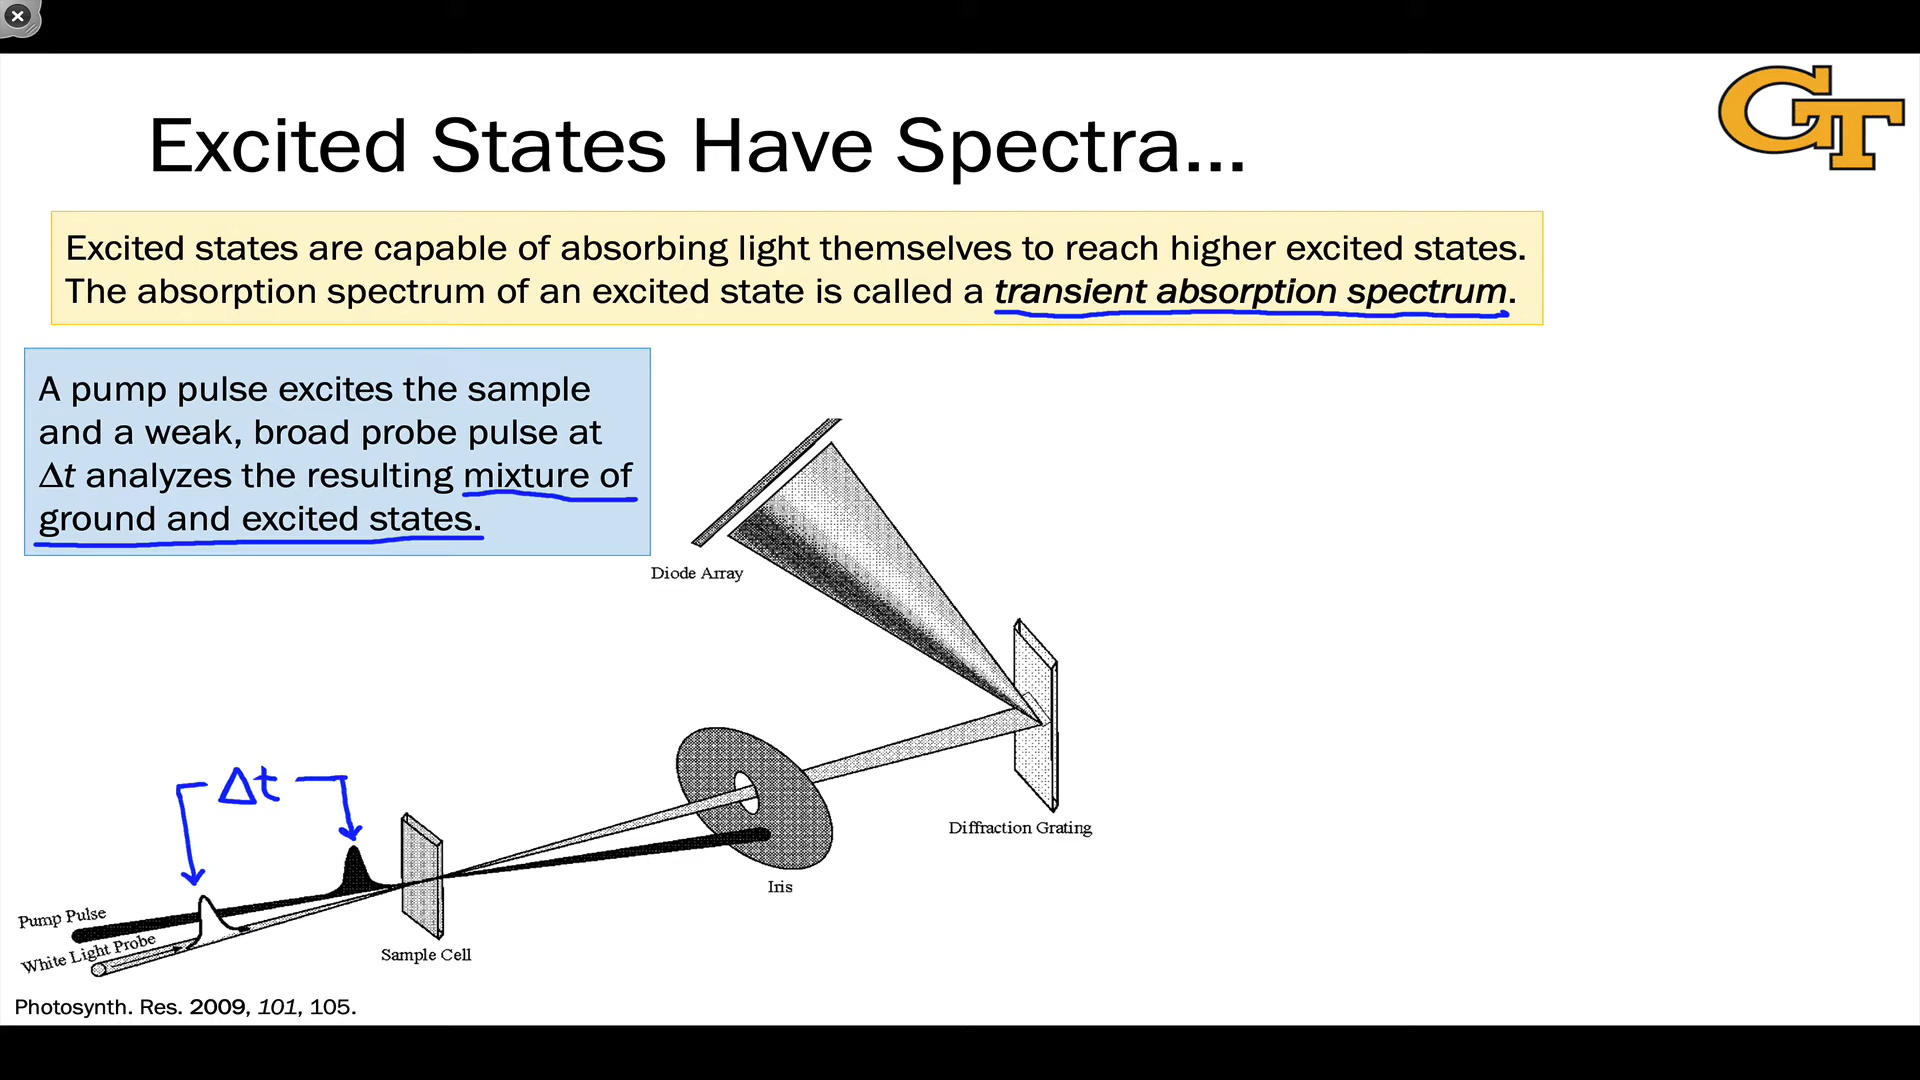 GT
Excited States Have Spectra...
Excited states are capable of absorbing light themselves to reach higher excited states.
The absorption spectrum of an excited state is called a transient absorption spectrum.
A pump pulse excites the sample
and a weak, broad probe pulse at
Δt analyzes the resulting mixture of
ground and excited states.
Diode Array
Diffraction Grating
Iris
Δt
Pump Pulse
White Light Probe
Sample Cell
Photosynth. Res. 2009, 101, 105.